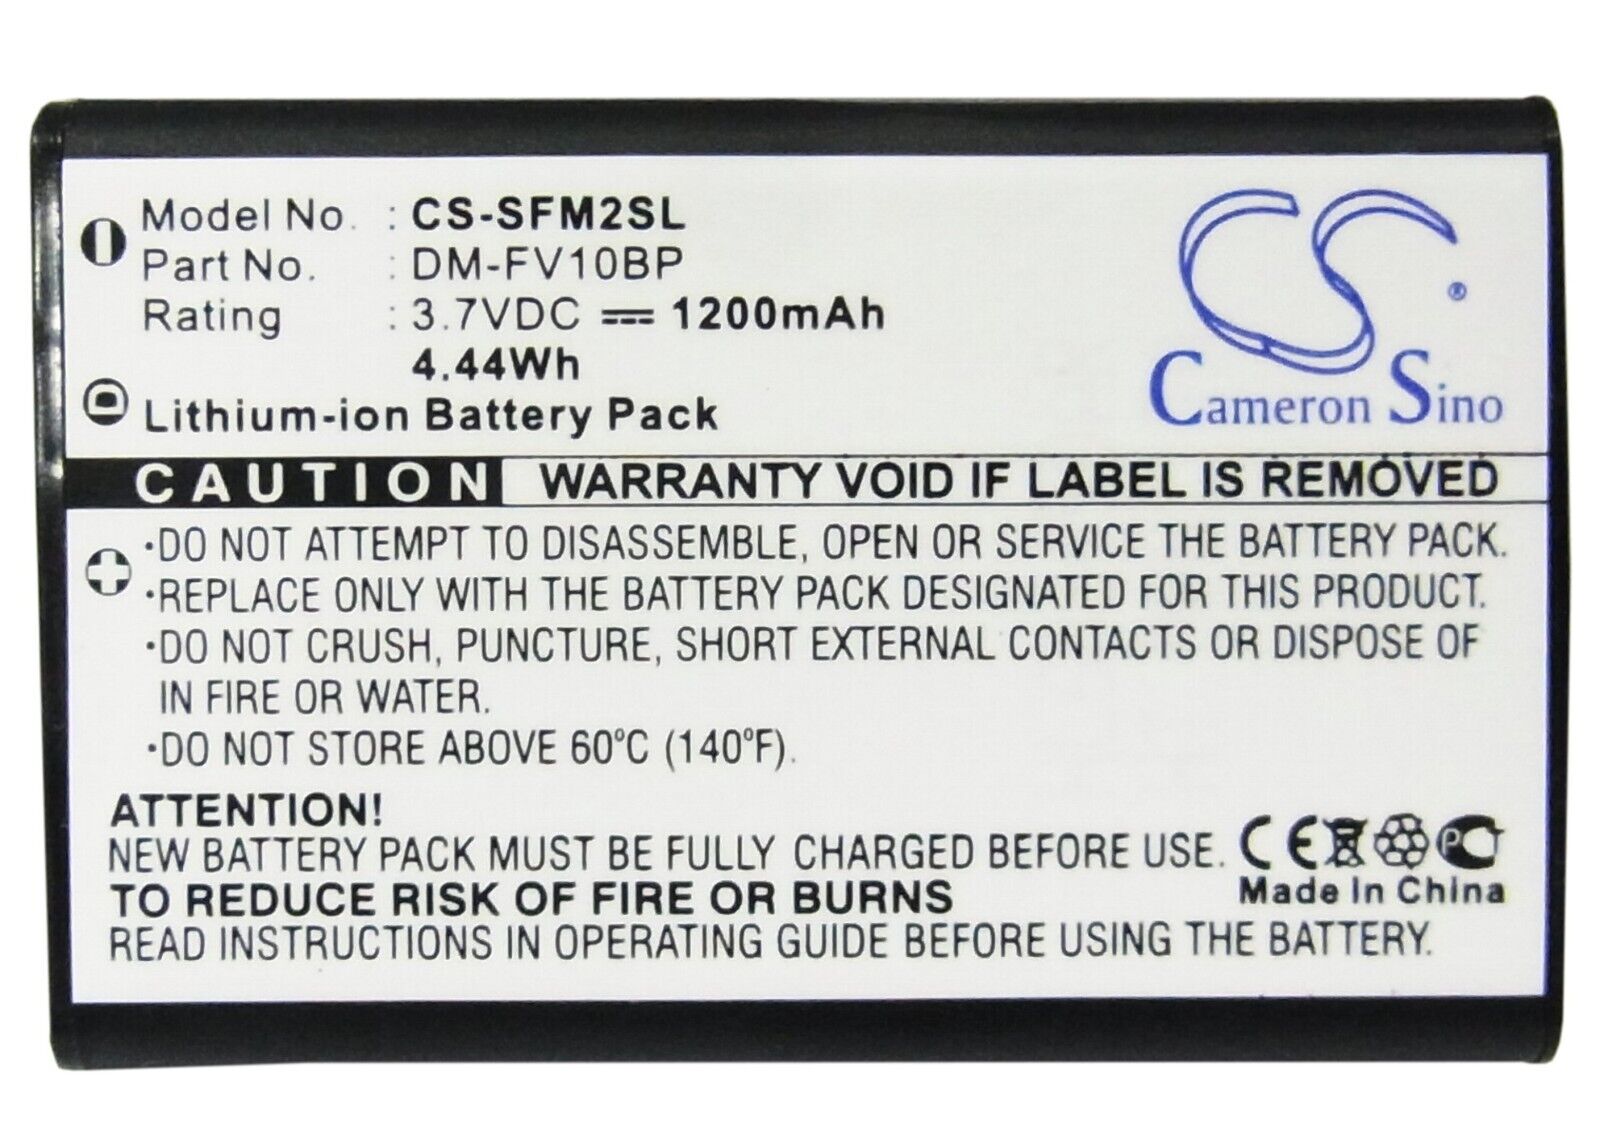 Model No. : CS-SFM2SL
Part No. : DM-FV10BP
Rating : 3.7VDC ⎓ 1200mAh
4.44Wh
Lithium-ion Battery Pack
CS ®
Cameron Sino
CAUTION WARRANTY VOID IF LABEL IS REMOVED
·DO NOT ATTEMPT TO DISASSEMBLE, OPEN OR SERVICE THE BATTERY PACK.
·REPLACE ONLY WITH THE BATTERY PACK DESIGNATED FOR THIS PRODUCT.
·DO NOT CRUSH, PUNCTURE, SHORT EXTERNAL CONTACTS OR DISPOSE OF
IN FIRE OR WATER.
·DO NOT STORE ABOVE 60°C (140°F).
ATTENTION!
NEW BATTERY PACK MUST BE FULLY CHARGED BEFORE USE.
TO REDUCE RISK OF FIRE OR BURNS
READ INSTRUCTIONS IN OPERATING GUIDE BEFORE USING THE BATTERY.
CE PC
Made In China